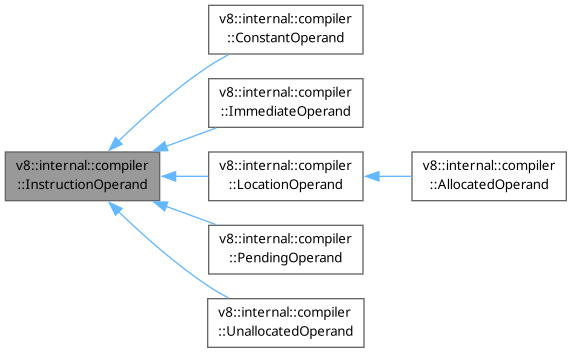 v8::internal::compiler
::ConstantOperand
v8::internal::compiler
::ImmediateOperand
v8::internal::compiler
::InstructionOperand
v8::internal::compiler
::LocationOperand
v8::internal::compiler
::AllocatedOperand
v8::internal::compiler
::PendingOperand
v8::internal::compiler
::UnallocatedOperand